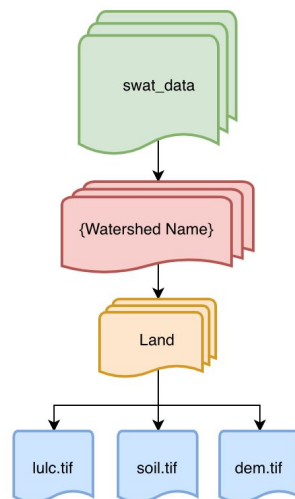 swat_data
{Watershed Name}
Land
lulc.tif
soil.tif
dem.tif